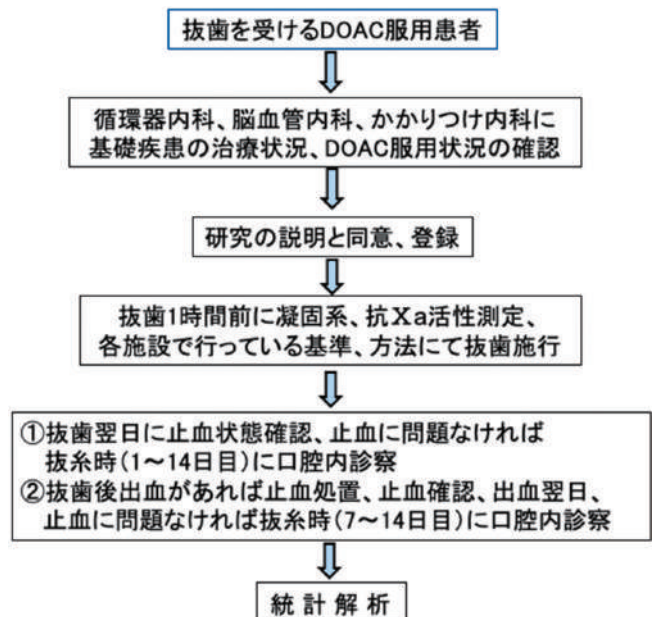 抜歯を受けるDOAC服用患者
循環器内科、脳血管内科、かかりつけ内科に
基礎疾患の治療状況、DOAC服用状況の確認
研究の説明と同意、登録
抜歯1時間前に凝固系、抗Xa活性測定、
各施設で行っている基準、方法にて抜歯施行
①抜歯翌日に止血状態確認、止血に問題なければ
抜糸時(1～14日目)に口腔内診察
②抜歯後出血があれば止血処置、止血確認、出血翌日、
止血に問題なければ抜糸時(7～14日目)に口腔内診察
統 計 解 析